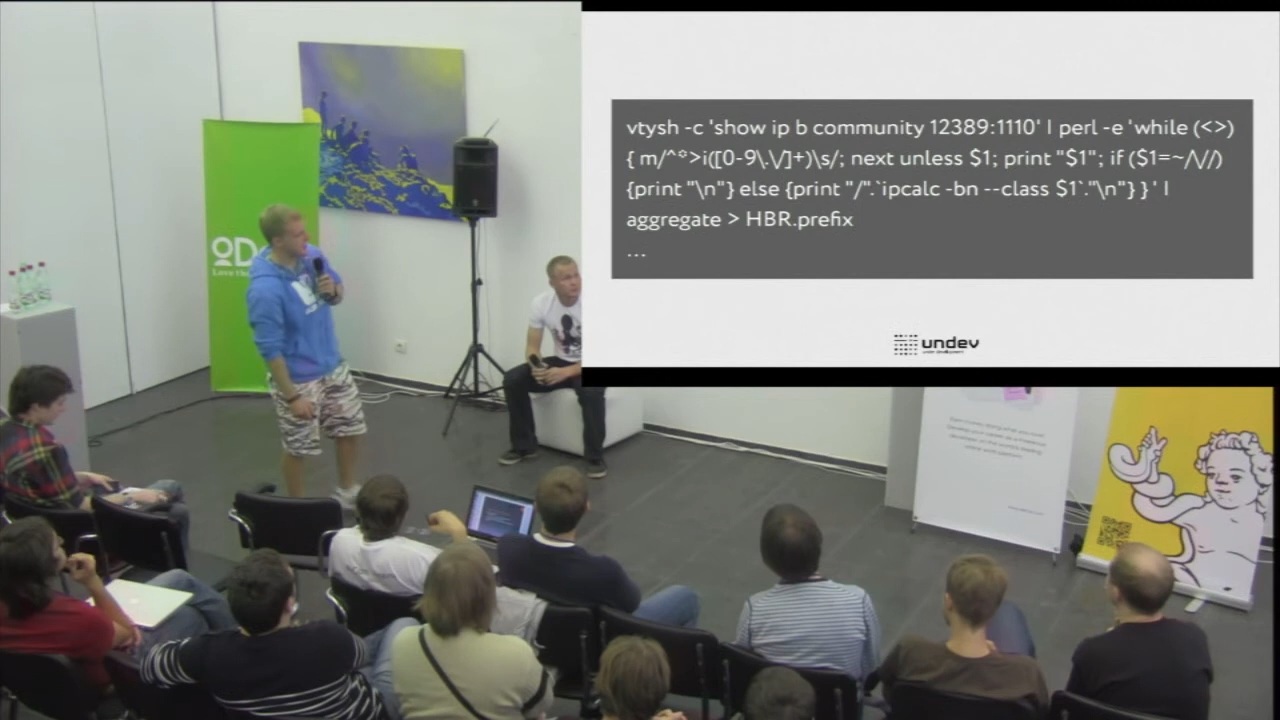 vtysh -c 'show ip b community 12389:1110' | perl -e 'while (<>)
{ m/^*>i([0-9\.\/]+)\s/; next unless $1; print "$1"; if ($1=~/\//)
{print "\n"} else {print "/".`ipcalc -bn --class $1`."\n"} } ' |
aggregate > HBR.prefix
...
undev